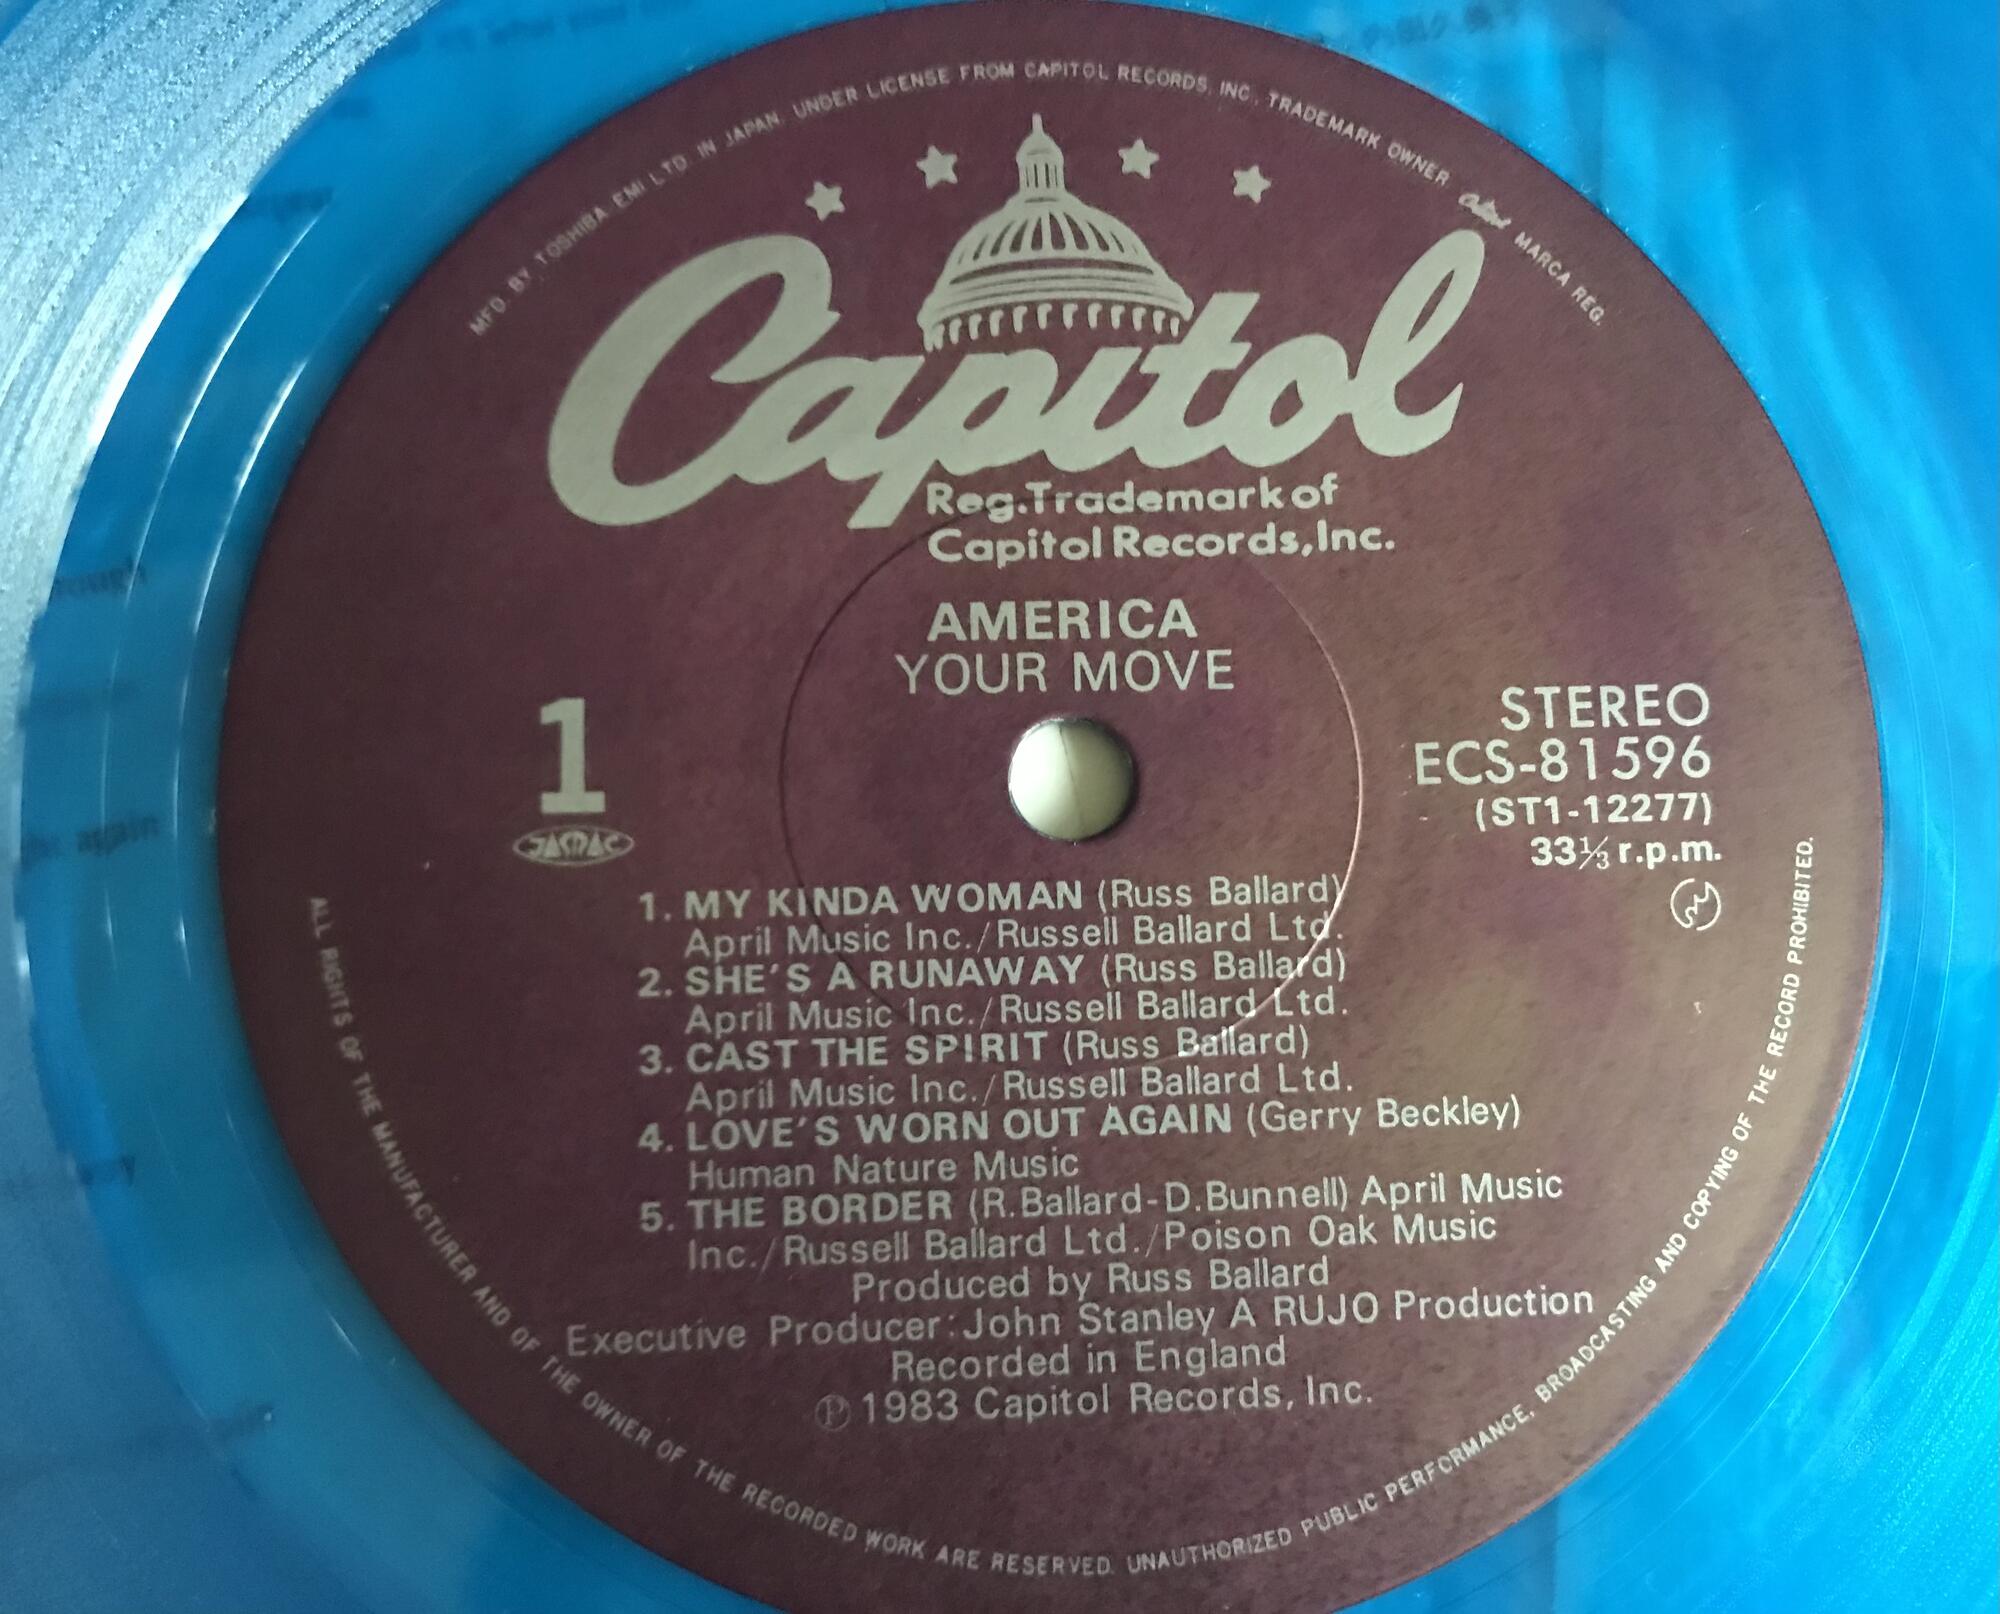 MFD. BY TOSHIBA EMI LTD. IN JAPAN. UNDER LICENSE FROM CAPITOL RECORDS, INC. TRADEMARK OWNER. Capitol MARCA REG.
Capitol
Reg.Trademark of
Capitol Records,Inc.
AMERICA
YOUR MOVE
1
JASRAC
STEREO
ECS-81596
(ST1-12277)
33⅓ r.p.m.
1. MY KINDA WOMAN (Russ Ballard)
April Music Inc./Russell Ballard Ltd.
2. SHE'S A RUNAWAY (Russ Ballard)
April Music Inc./Russell Ballard Ltd.
3. CAST THE SPIRIT (Russ Ballard)
April Music Inc./Russell Ballard Ltd.
4. LOVE'S WORN OUT AGAIN (Gerry Beckley)
Human Nature Music
5. THE BORDER (R.Ballard-D.Bunnell) April Music
Inc./Russell Ballard Ltd./Poison Oak Music
Produced by Russ Ballard
Executive Producer:John Stanley A RUJO Production
Recorded in England
℗ 1983 Capitol Records, Inc.
ALL RIGHTS OF THE MANUFACTURER AND OF THE OWNER OF THE RECORDED WORK ARE RESERVED. UNAUTHORIZED PUBLIC PERFORMANCE, BROADCASTING AND COPYING OF THE RECORD PROHIBITED.
again